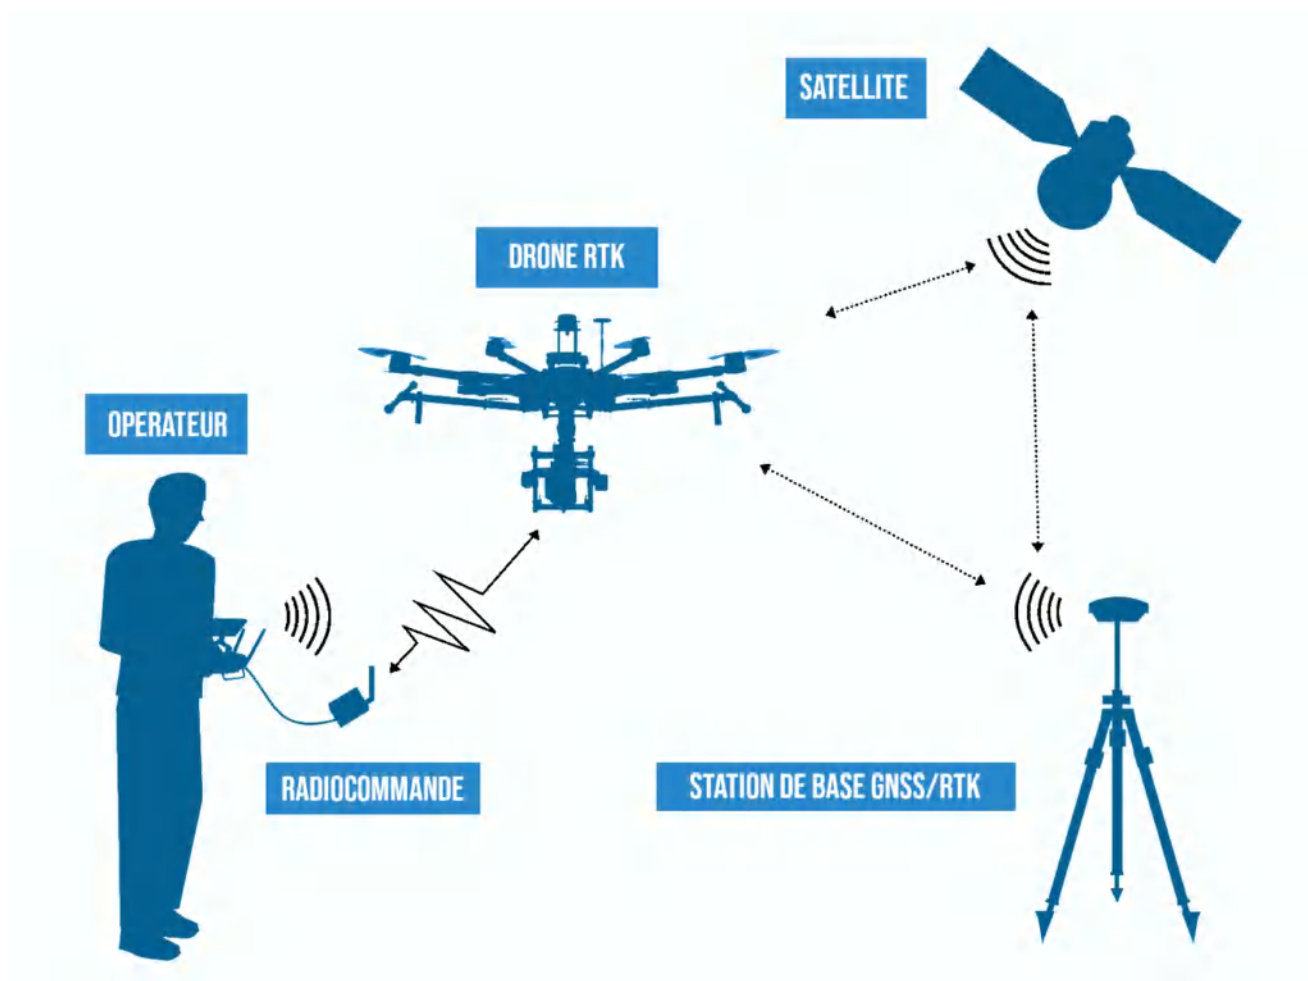 SATELLITE
DRONE RTK
OPERATEUR
RADIOCOMMANDE
STATION DE BASE GNSS/RTK